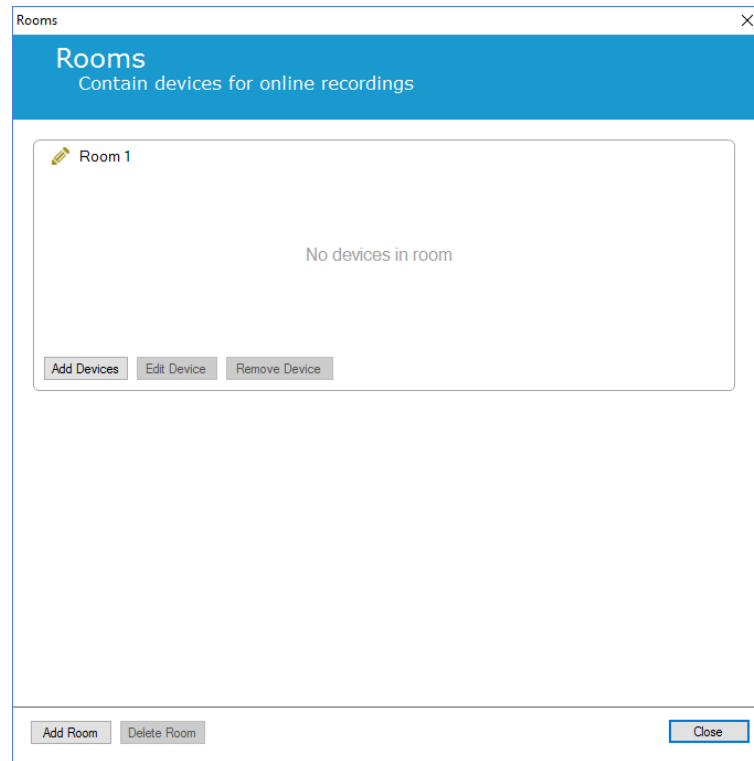 Rooms
Rooms
Contain devices for online recordings
Room 1
No devices in room
Add Devices Edit Device Remove Device
Add Room Delete Room Close